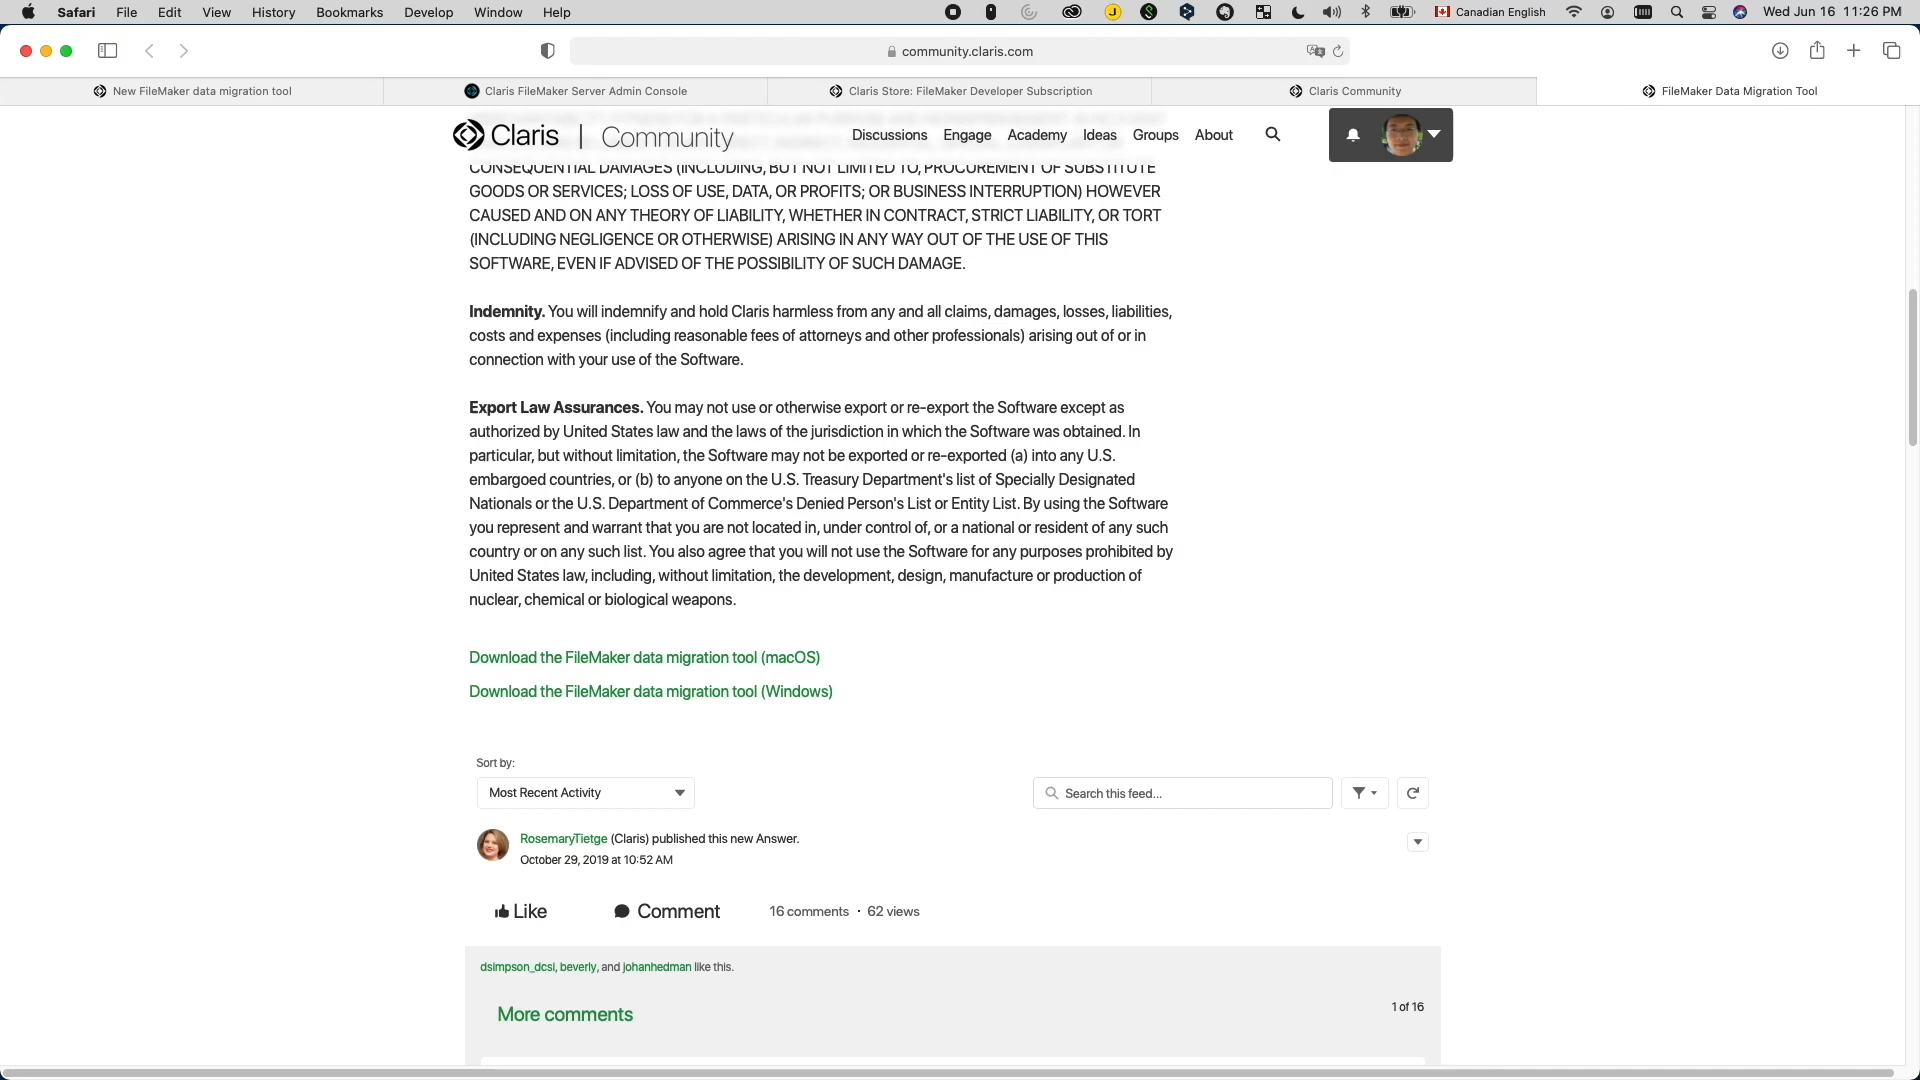 Safari File Edit View History Bookmarks Develop Window Help Canadian English Wed Jun 16 11:26 PM
community.claris.com
New FileMaker data migration tool Claris FileMaker Server Admin Console Claris Store: FileMaker Developer Subscription Claris Community FileMaker Data Migration Tool
Claris | Community Discussions Engage Academy Ideas Groups About
CONSEQUENTIAL DAMAGES (INCLUDING, BUT NOT LIMITED TO, PROCUREMENT OF SUBSTITUTE
GOODS OR SERVICES; LOSS OF USE, DATA, OR PROFITS; OR BUSINESS INTERRUPTION) HOWEVER
CAUSED AND ON ANY THEORY OF LIABILITY, WHETHER IN CONTRACT, STRICT LIABILITY, OR TORT
(INCLUDING NEGLIGENCE OR OTHERWISE) ARISING IN ANY WAY OUT OF THE USE OF THIS
SOFTWARE, EVEN IF ADVISED OF THE POSSIBILITY OF SUCH DAMAGE.
Indemnity. You will indemnify and hold Claris harmless from any and all claims, damages, losses, liabilities,
costs and expenses (including reasonable fees of attorneys and other professionals) arising out of or in
connection with your use of the Software.
Export Law Assurances. You may not use or otherwise export or re-export the Software except as
authorized by United States law and the laws of the jurisdiction in which the Software was obtained. In
particular, but without limitation, the Software may not be exported or re-exported (a) into any U.S.
embargoed countries, or (b) to anyone on the U.S. Treasury Department's list of Specially Designated
Nationals or the U.S. Department of Commerce's Denied Person's List or Entity List. By using the Software
you represent and warrant that you are not located in, under control of, or a national or resident of any such
country or on any such list. You also agree that you will not use the Software for any purposes prohibited by
United States law, including, without limitation, the development, design, manufacture or production of
nuclear, chemical or biological weapons.
Download the FileMaker data migration tool (macOS)
Download the FileMaker data migration tool (Windows)
Sort by:
Most Recent Activity Search this feed...
RosemaryTietge (Claris) published this new Answer.
October 29, 2019 at 10:52 AM
Like Comment 16 comments · 62 views
dsimpson_dcsi, beverly, and johanhedman like this.
More comments 1 of 16